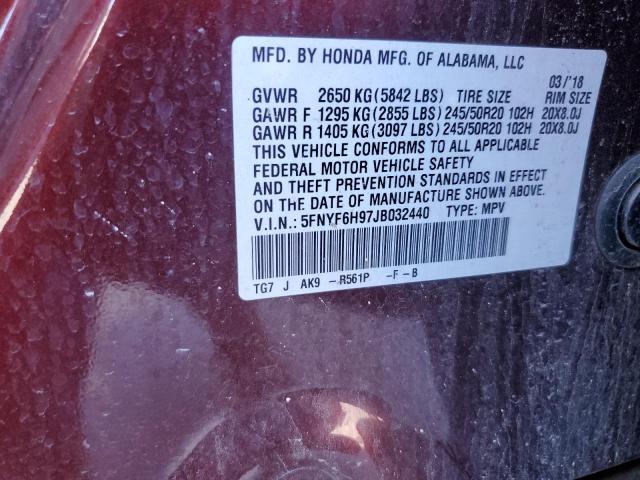 MFD. BY HONDA MFG. OF ALABAMA, LLC
03/'18
GVWR 2650 KG (5842 LBS) TIRE SIZE RIM SIZE
GAWR F 1295 KG (2855 LBS) 245/50R20 102H 20X8.0J
GAWR R 1405 KG (3097 LBS) 245/50R20 102H 20X8.0J
THIS VEHICLE CONFORMS TO ALL APPLICABLE
FEDERAL MOTOR VEHICLE SAFETY
AND THEFT PREVENTION STANDARDS IN EFFECT
ON THE DATE OF MANUFACTURE SHOWN ABOVE.
V.I.N.: 5FNYF6H97JB032440 TYPE: MPV
TG7 J AK9 -R561P -F-B